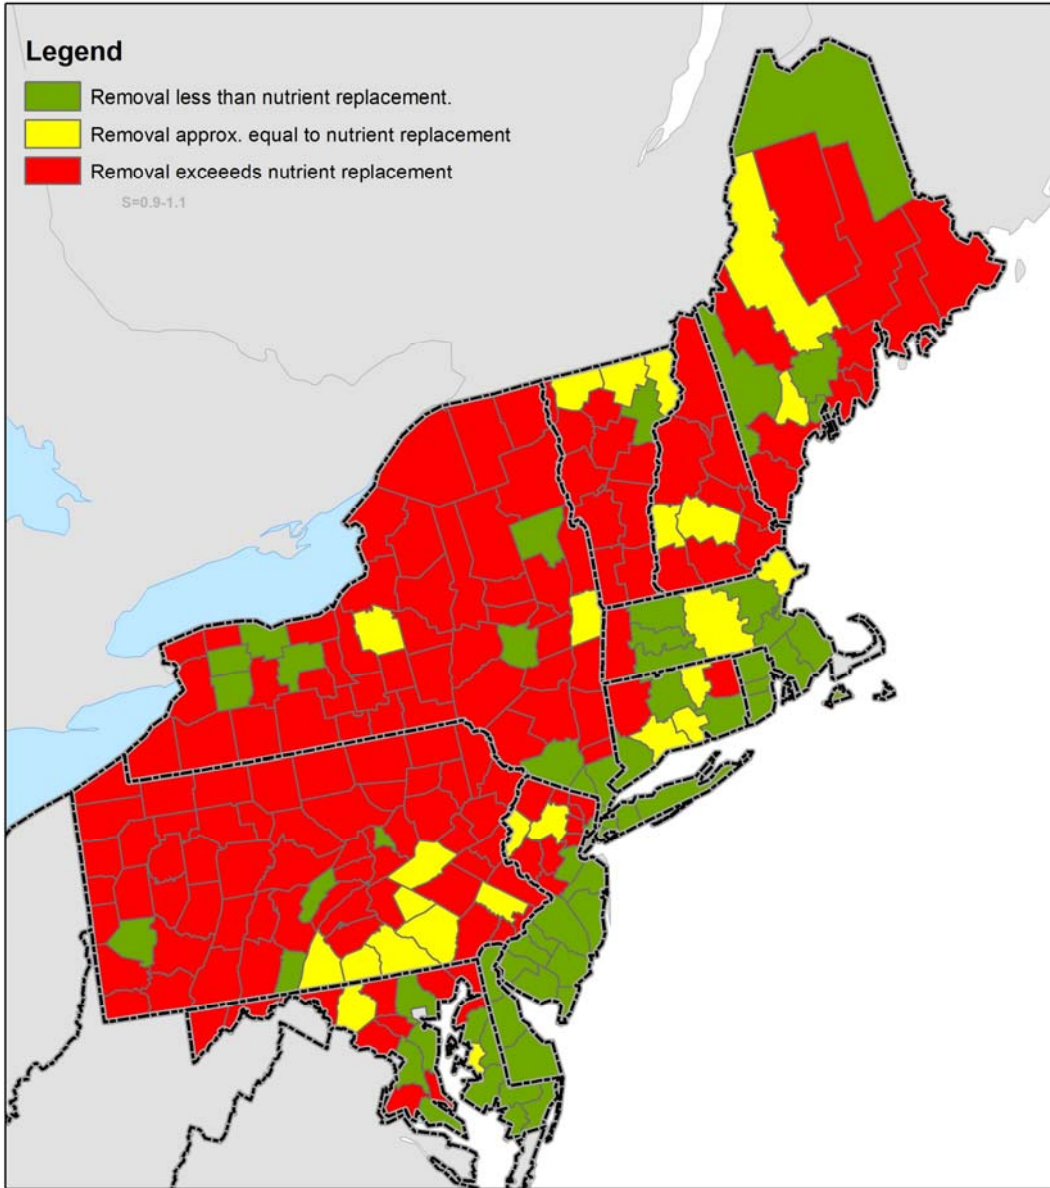 Legend
Removal less than nutrient replacement.
Removal approx. equal to nutrient replacement
Removal exceeeds nutrient replacement
S=0.9-1.1